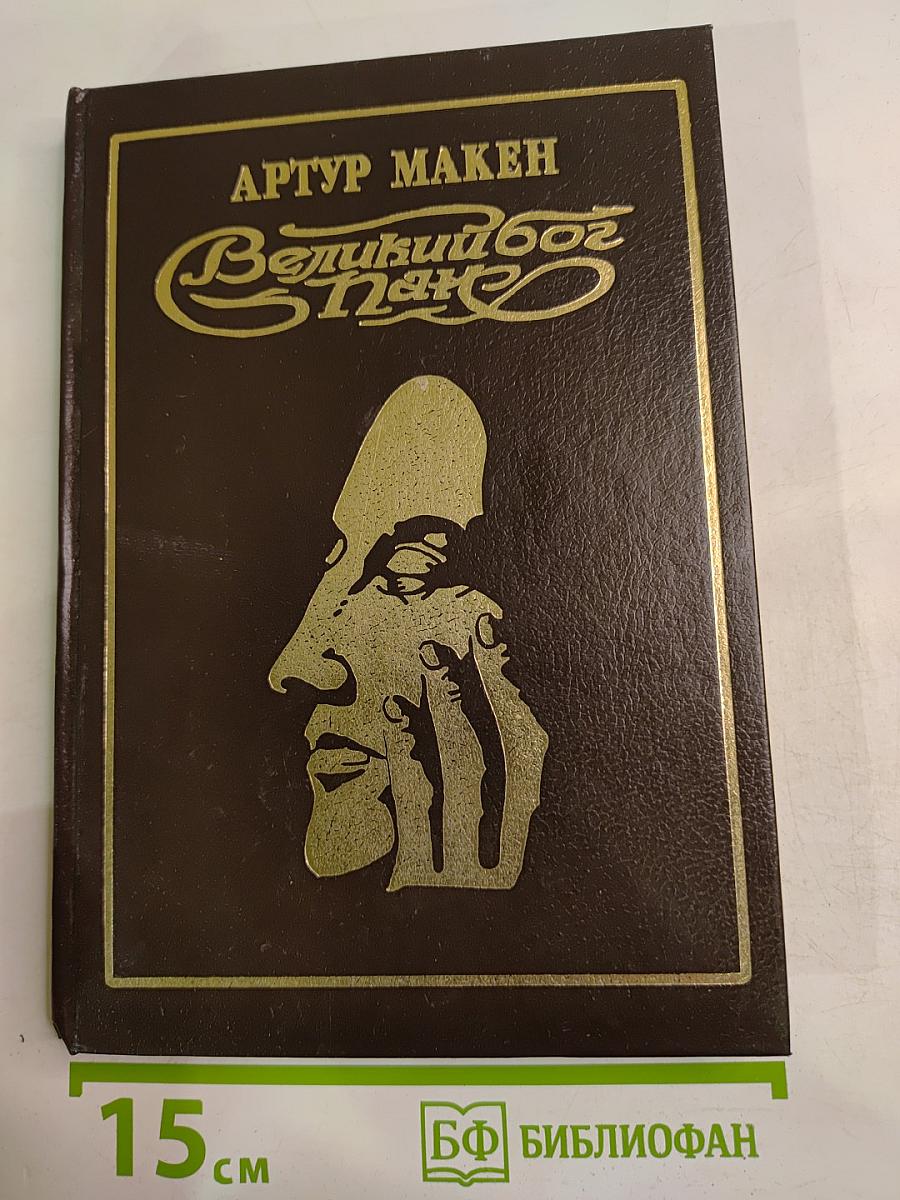 АРТУР МАКЕН
Великий бог
Пан
15 см
БФ БИБЛИОФАН